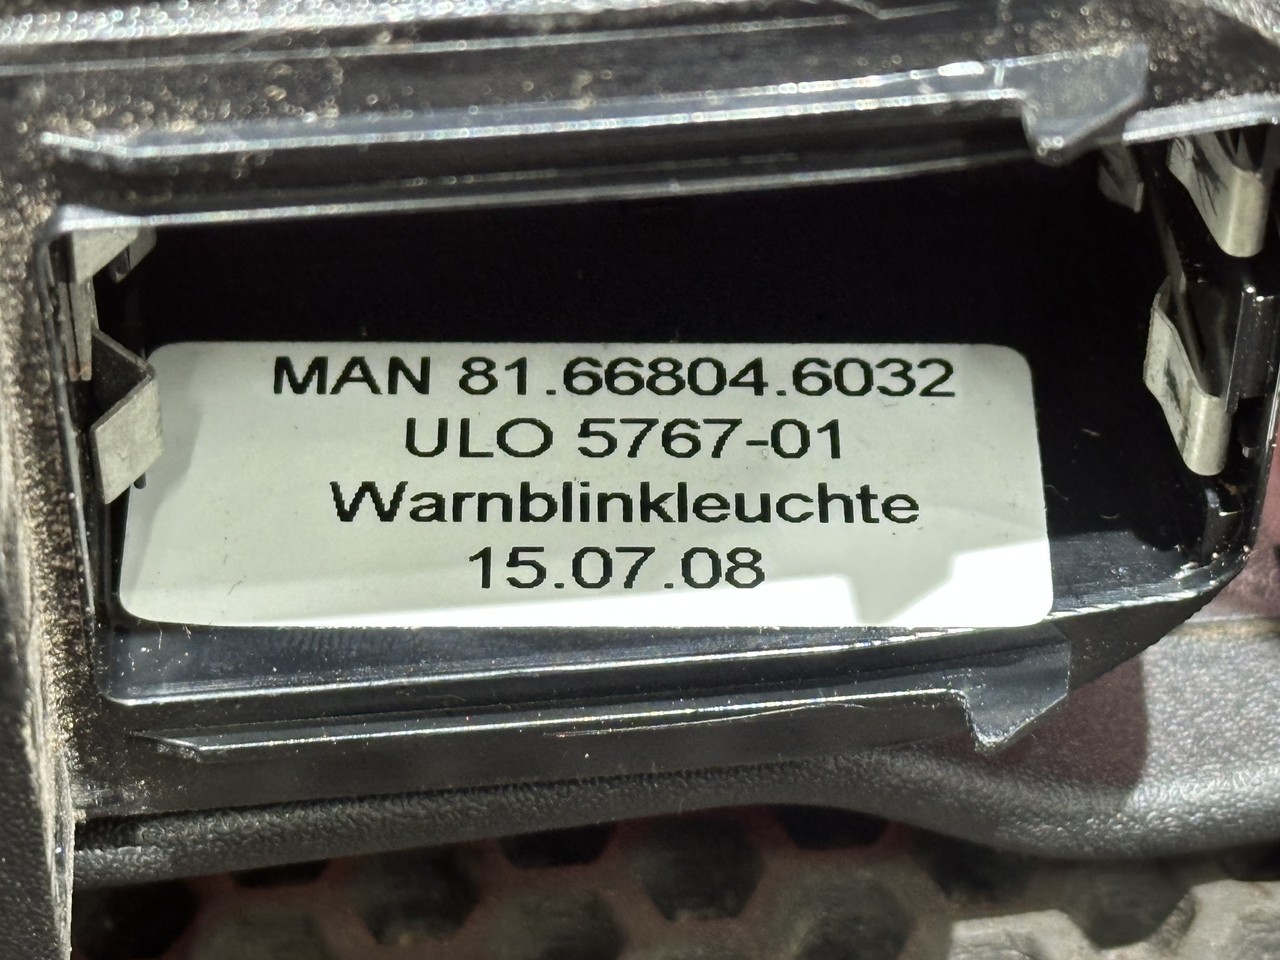 MAN 81.66804.6032
ULO 5767-01
Warnblinkleuchte
15.07.08